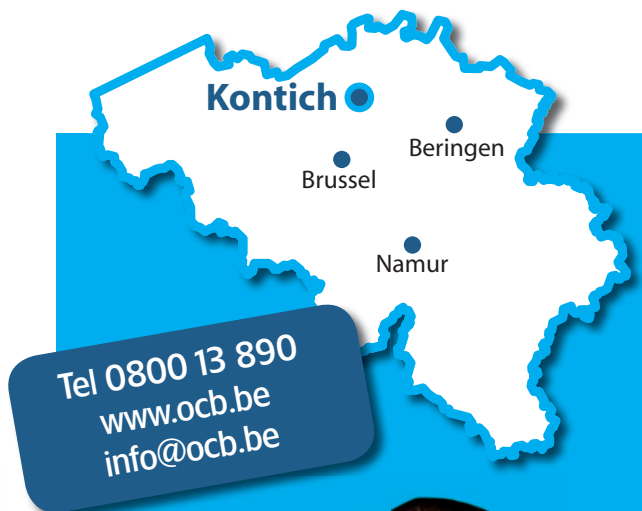 Kontich
Beringen
Brussel
Namur
Tel 0800 13 890
www.ocb.be
info@ocb.be